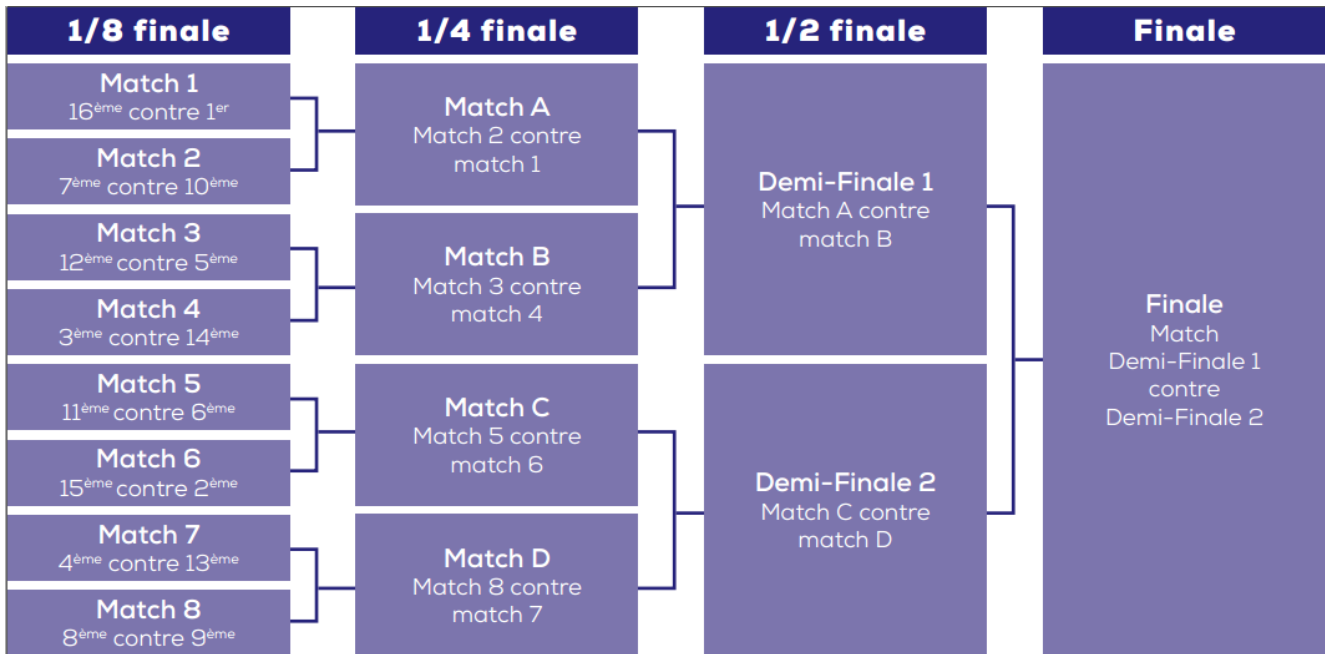 1/8 finale
1/4 finale
1/2 finale
Finale
Match 1
16ème contre 1er
Match 2
7ème contre 10ème
Match 3
12ème contre 5ème
Match 4
3ème contre 14ème
Match 5
11ème contre 6ème
Match 6
15ème contre 2ème
Match 7
4ème contre 13ème
Match 8
8ème contre 9ème
Match A
Match 2 contre
match 1
Match B
Match 3 contre
match 4
Match C
Match 5 contre
match 6
Match D
Match 8 contre
match 7
Demi-Finale 1
Match A contre
match B
Demi-Finale 2
Match C contre
match D
Finale
Match
Demi-Finale 1
contre
Demi-Finale 2